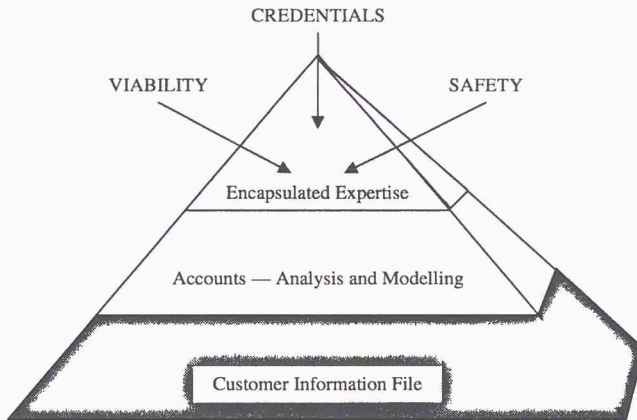 CREDENTIALS
VIABILITY
SAFETY
Encapsulated Expertise
Accounts — Analysis and Modelling
Customer Information File